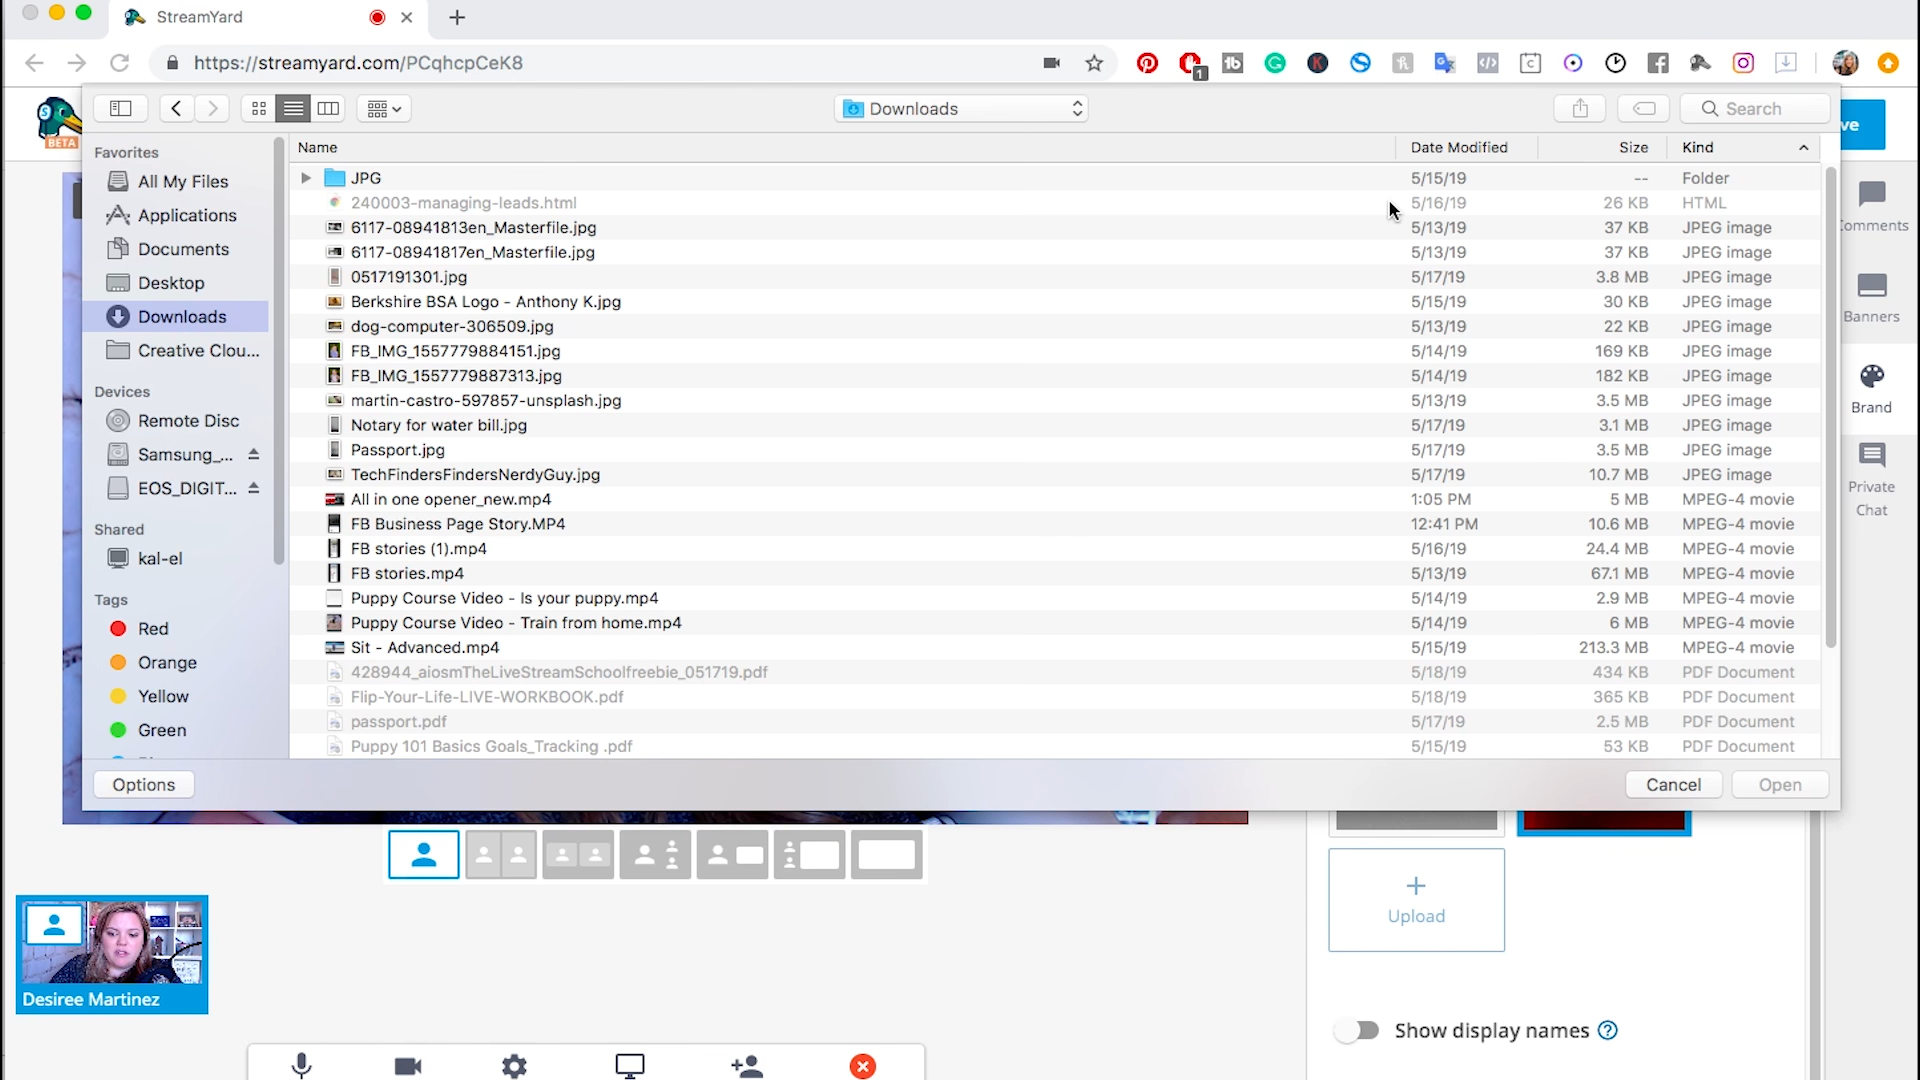 StreamYard
https://streamyard.com/PCqhcpCeK8
1
BETA
Downloads
Search
ve
Favorites
All My Files
Applications
Documents
Desktop
Downloads
Creative Clou...
Devices
Remote Disc
Samsung_...
EOS_DIGIT...
Shared
kal-el
Tags
Red
Orange
Yellow
Green
Name Date Modified Size Kind
JPG 5/15/19 -- Folder
240003-managing-leads.html 5/16/19 26 KB HTML
6117-08941813en_Masterfile.jpg 5/13/19 37 KB JPEG image
6117-08941817en_Masterfile.jpg 5/13/19 37 KB JPEG image
0517191301.jpg 5/17/19 3.8 MB JPEG image
Berkshire BSA Logo - Anthony K.jpg 5/15/19 30 KB JPEG image
dog-computer-306509.jpg 5/13/19 22 KB JPEG image
FB_IMG_1557779884151.jpg 5/14/19 169 KB JPEG image
FB_IMG_1557779887313.jpg 5/14/19 182 KB JPEG image
martin-castro-597857-unsplash.jpg 5/13/19 3.5 MB JPEG image
Notary for water bill.jpg 5/17/19 3.1 MB JPEG image
Passport.jpg 5/17/19 3.5 MB JPEG image
TechFindersFindersNerdyGuy.jpg 5/17/19 10.7 MB JPEG image
All in one opener_new.mp4 1:05 PM 5 MB MPEG-4 movie
FB Business Page Story.MP4 12:41 PM 10.6 MB MPEG-4 movie
FB stories (1).mp4 5/16/19 24.4 MB MPEG-4 movie
FB stories.mp4 5/13/19 67.1 MB MPEG-4 movie
Puppy Course Video - Is your puppy.mp4 5/14/19 2.9 MB MPEG-4 movie
Puppy Course Video - Train from home.mp4 5/14/19 6 MB MPEG-4 movie
Sit - Advanced.mp4 5/15/19 213.3 MB MPEG-4 movie
428944_aiosmTheLiveStreamSchoolfreebie_051719.pdf 5/18/19 434 KB PDF Document
Flip-Your-Life-LIVE-WORKBOOK.pdf 5/18/19 365 KB PDF Document
passport.pdf 5/17/19 2.5 MB PDF Document
Puppy 101 Basics Goals_Tracking .pdf 5/15/19 53 KB PDF Document
Options
Cancel
Open
omments
Banners
Brand
Private
Chat
Upload
Show display names ?
Desiree Martinez